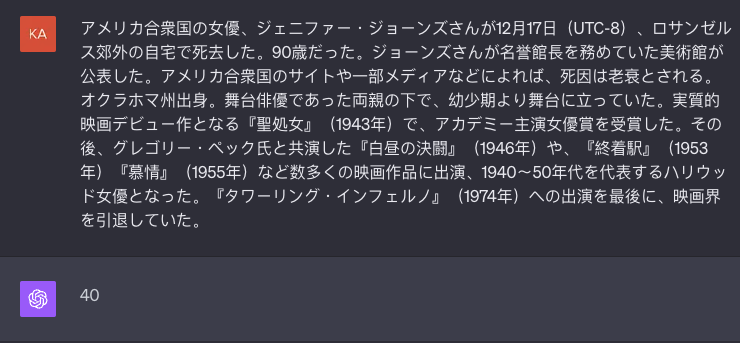 KA
アメリカ合衆国の女優、ジェニファー・ジョーンズさんが12月17日（UTC-8）、ロサンゼル
ス郊外の自宅で死去した。90歳だった。ジョーンズさんが名誉館長を務めていた美術館が
公表した。アメリカ合衆国のサイトや一部メディアなどによれば、死因は老衰とされる。
オクラホマ州出身。舞台俳優であった両親の下で、幼少期より舞台に立っていた。実質的
映画デビュー作となる『聖処女』（1943年）で、アカデミー主演女優賞を受賞した。その
後、グレゴリー・ペック氏と共演した『白昼の決闘』（1946年）や、『終着駅』（1953
年）『慕情』（1955年）など数多くの映画作品に出演、1940〜50年代を代表するハリウッ
ド女優となった。『タワーリング・インフェルノ』（1974年）への出演を最後に、映画界
を引退していた。
40